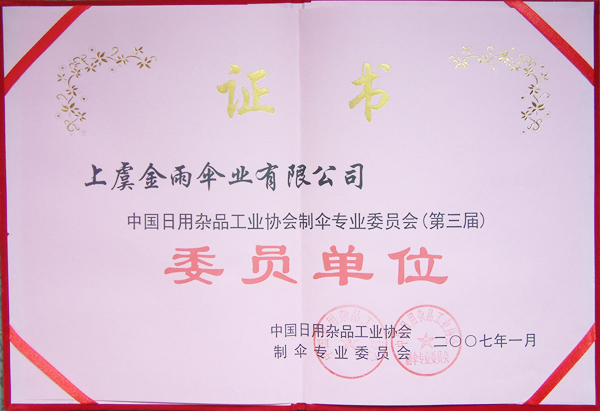 证书
上虞金雨伞业有限公司
中国日用杂品工业协会制伞专业委员会(第三届)
委员单位
中国日用杂品工业协会
制伞专业委员会
二〇〇七年一月